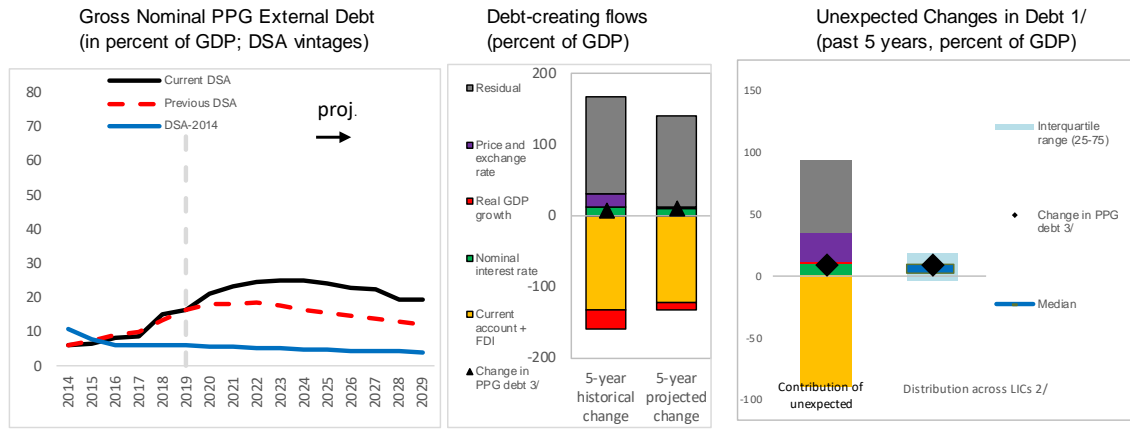 Gross Nominal PPG External Debt
(in percent of GDP; DSA vintages)
Current DSA
Previous DSA
DSA-2014
proj.
80
70
60
50
40
30
20
10
0
2014
2015
2016
2017
2018
2019
2020
2021
2022
2023
2024
2025
2026
2027
2028
2029
Debt-creating flows
(percent of GDP)
Residual
Price and
exchange
rate
Real GDP
growth
Nominal
interest rate
Current
account +
FDI
Change in
PPG debt 3/
200
100
0
-100
-200
5-year
historical
change
5-year
projected
change
Unexpected Changes in Debt 1/
(past 5 years, percent of GDP)
150
100
50
0
-50
-100
Contribution of
unexpected
Distribution across LICs 2/
Interquartile
range (25-75)
Change in PPG
debt 3/
Median